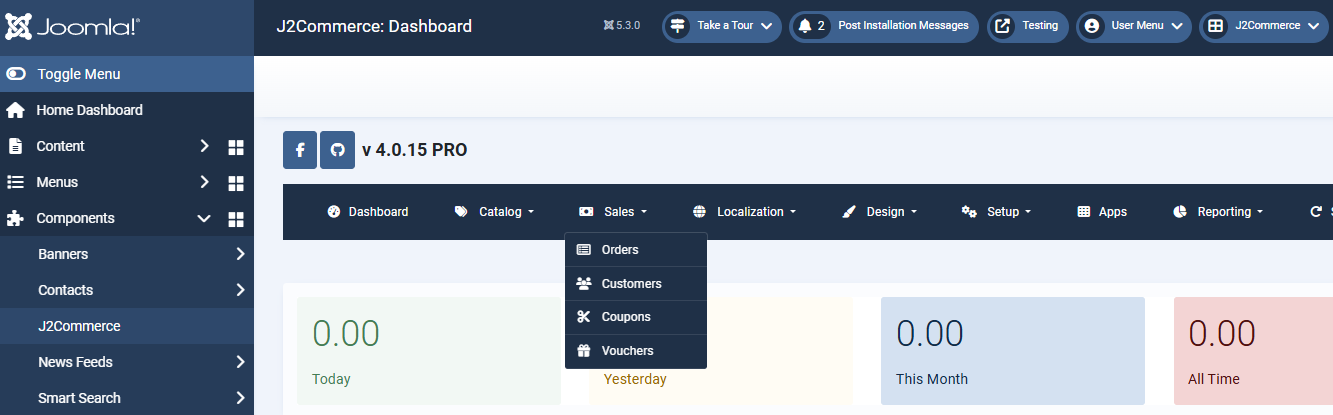 Joomla!®
J2Commerce: Dashboard
5.3.0
Take a Tour
2
Post Installation Messages
Testing
User Menu
J2Commerce
Toggle Menu
Home Dashboard
Content
Menus
Components
Banners
Contacts
J2Commerce
News Feeds
Smart Search
v 4.0.15 PRO
Dashboard
Catalog
Sales
Localization
Design
Setup
Apps
Reporting
Orders
Customers
Coupons
Vouchers
0.00
Today
Yesterday
0.00
This Month
0.00
All Time